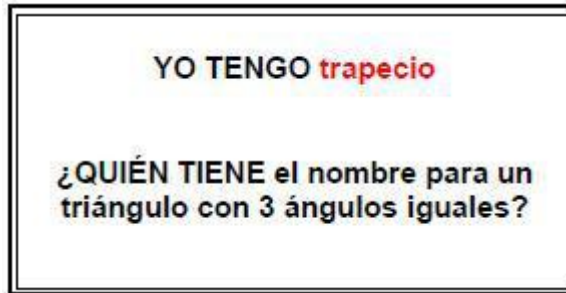 YO TENGO trapecio
¿QUIÉN TIENE el nombre para un
triángulo con 3 ángulos iguales?